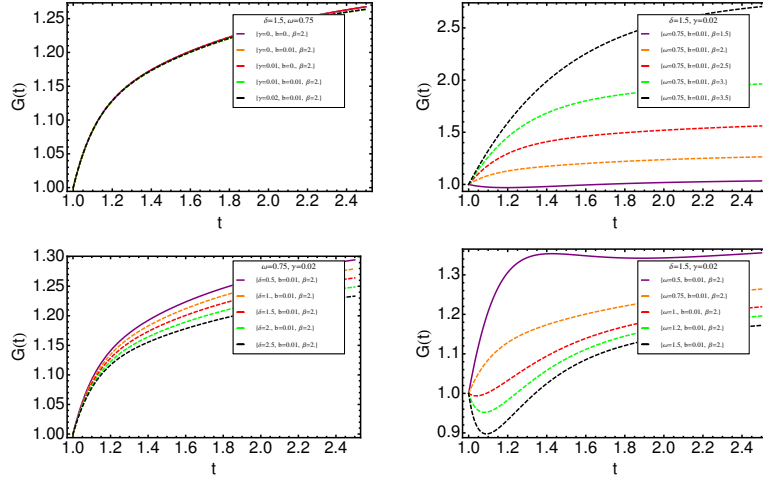 δ=1.5, ω=0.75
{γ=0., b=0., β=2.}
{γ=0., b=0.01, β=2.}
{γ=0.01, b=0., β=2.}
{γ=0.01, b=0.01, β=2.}
{γ=0.02, b=0.01, β=2.}
1.25
1.20
1.15
1.10
1.05
1.00
G(t)
1.0 1.2 1.4 1.6 1.8 2.0 2.2 2.4
t
δ=1.5, γ=0.02
{ω=0.75, b=0.01, β=1.5}
{ω=0.75, b=0.01, β=2.}
{ω=0.75, b=0.01, β=2.5}
{ω=0.75, b=0.01, β=3.}
{ω=0.75, b=0.01, β=3.5}
2.5
2.0
1.5
1.0
G(t)
1.0 1.2 1.4 1.6 1.8 2.0 2.2 2.4
t
ω=0.75, γ=0.02
{δ=0.5, b=0.01, β=2.}
{δ=1., b=0.01, β=2.}
{δ=1.5, b=0.01, β=2.}
{δ=2., b=0.01, β=2.}
{δ=2.5, b=0.01, β=2.}
1.30
1.25
1.20
1.15
1.10
1.05
1.00
G(t)
1.0 1.2 1.4 1.6 1.8 2.0 2.2 2.4
t
δ=1.5, γ=0.02
{ω=0.5, b=0.01, β=2.}
{ω=0.75, b=0.01, β=2.}
{ω=1., b=0.01, β=2.}
{ω=1.2, b=0.01, β=2.}
{ω=1.5, b=0.01, β=2.}
1.3
1.2
1.1
1.0
0.9
G(t)
1.0 1.2 1.4 1.6 1.8 2.0 2.2 2.4
t